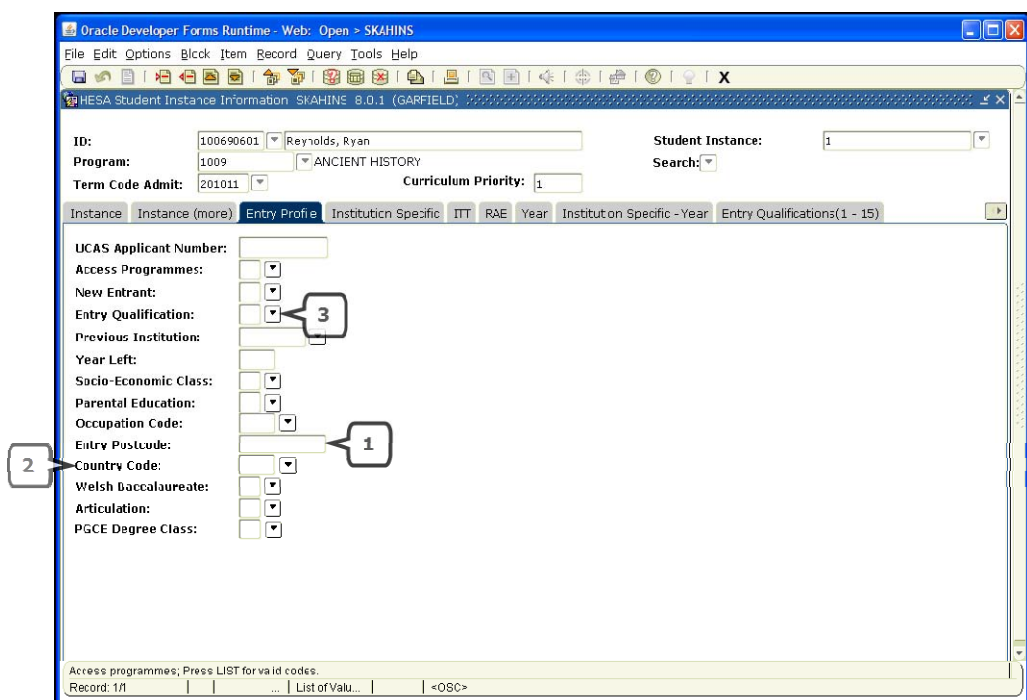 Oracle Developer Forms Runtime - Web: Open > SKAHINS
File Edit Options Block Item Record Query Tools Help
X
HESA Student Instance Information SKAHINS 8.0.1 (GARFIELD)
ID: 100690601 Reynolds, Ryan Student Instance: 1
Program: 1009 ANCIENT HISTORY Search:
Term Code Admit: 201011 Curriculum Priority: 1
Instance Instance (more) Entry Profile Institution Specific ITT RAE Year Institution Specific - Year Entry Qualifications(1 - 15)
UCAS Applicant Number:
Access Programmes:
New Entrant:
Entry Qualification: 3
Previous Institution:
Year Left:
Socio-Economic Class:
Parental Education:
Occupation Code:
Entry Postcode: 1
2 Country Code:
Welsh Baccalaureate:
Articulation:
PGCE Degree Class:
Access programmes; Press LIST for valid codes.
Record: 1/1 ... List of Valu... <OSC>